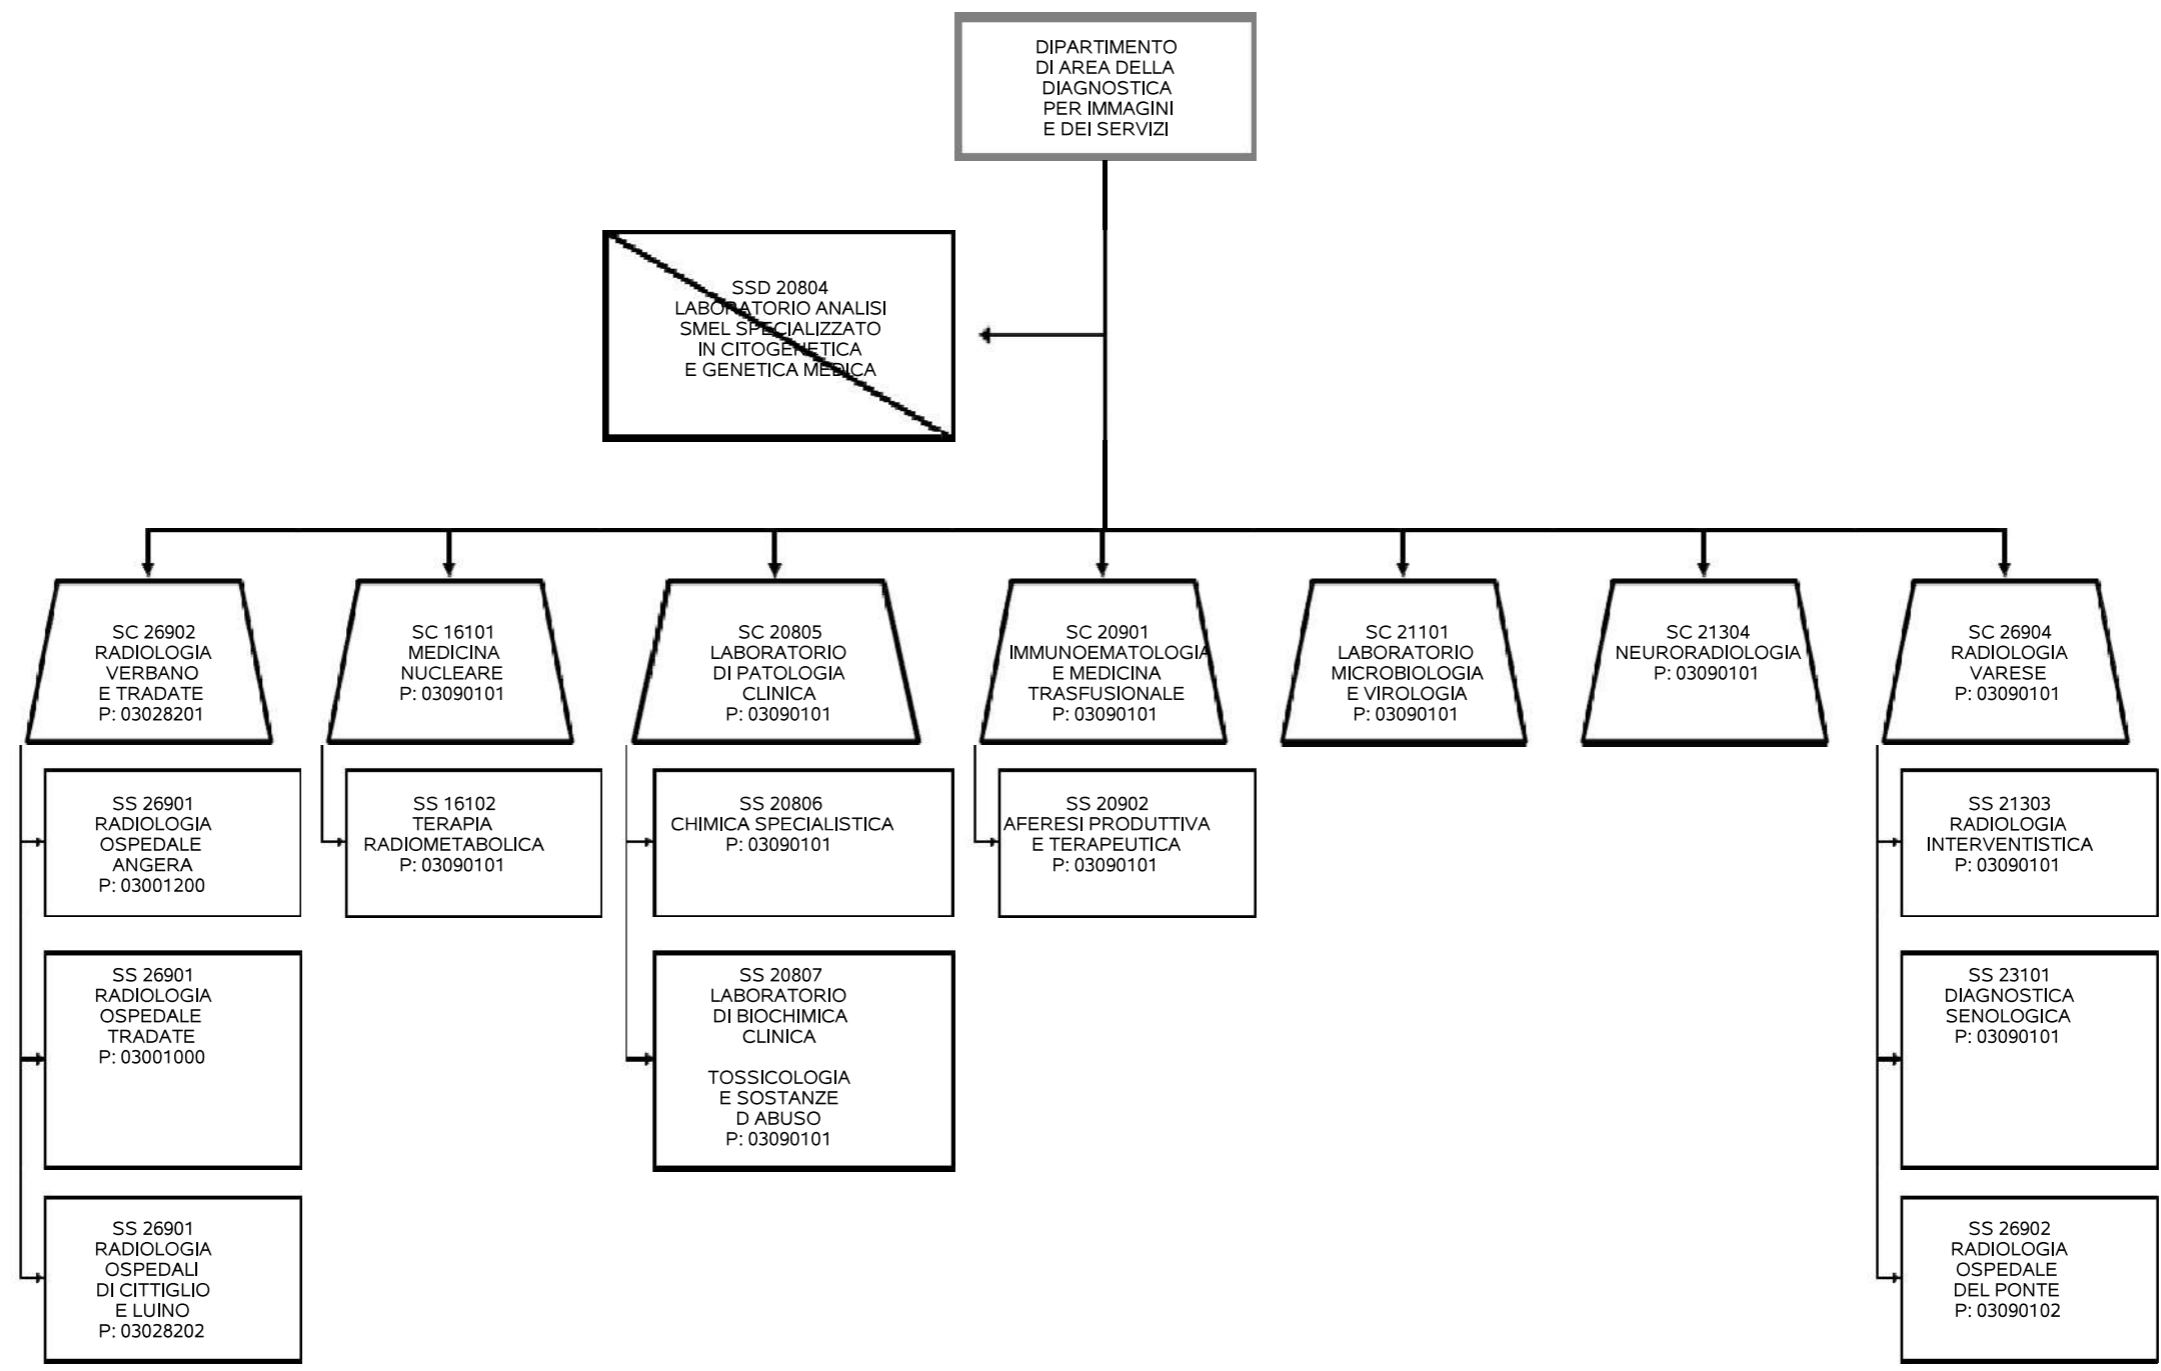 DIPARTIMENTO
DI AREA DELLA
DIAGNOSTICA
PER IMMAGINI
E DEI SERVIZI
SSD 20804
LABORATORIO ANALISI
SMEL SPECIALIZZATO
IN CITOGENETICA
E GENETICA MEDICA
SC 26902
RADIOLOGIA
VERBANO
E TRADATE
P: 03028201
SC 16101
MEDICINA
NUCLEARE
P: 03090101
SC 20805
LABORATORIO
DI PATOLOGIA
CLINICA
P: 03090101
SC 20901
IMMUNOEMATOLOGIA
E MEDICINA
TRASFUSIONALE
P: 03090101
SC 21101
LABORATORIO
MICROBIOLOGIA
E VIROLOGIA
P: 03090101
SC 21304
NEURORADIOLOGIA
P: 03090101
SC 26904
RADIOLOGIA
VARESE
P: 03090101
SS 26901
RADIOLOGIA
OSPEDALE
ANGERA
P: 03001200
SS 16102
TERAPIA
RADIOMETABOLICA
P: 03090101
SS 20806
CHIMICA SPECIALISTICA
P: 03090101
SS 20902
AFERESI PRODUTTIVA
E TERAPEUTICA
P: 03090101
SS 21303
RADIOLOGIA
INTERVENTISTICA
P: 03090101
SS 26901
RADIOLOGIA
OSPEDALE
TRADATE
P: 03001000
SS 20807
LABORATORIO
DI BIOCHIMICA
CLINICA
TOSSICOLOGIA
E SOSTANZE
D ABUSO
P: 03090101
SS 23101
DIAGNOSTICA
SENOLOGICA
P: 03090101
SS 26901
RADIOLOGIA
OSPEDALI
DI CITTIGLIO
E LUINO
P: 03028202
SS 26902
RADIOLOGIA
OSPEDALE
DEL PONTE
P: 03090102